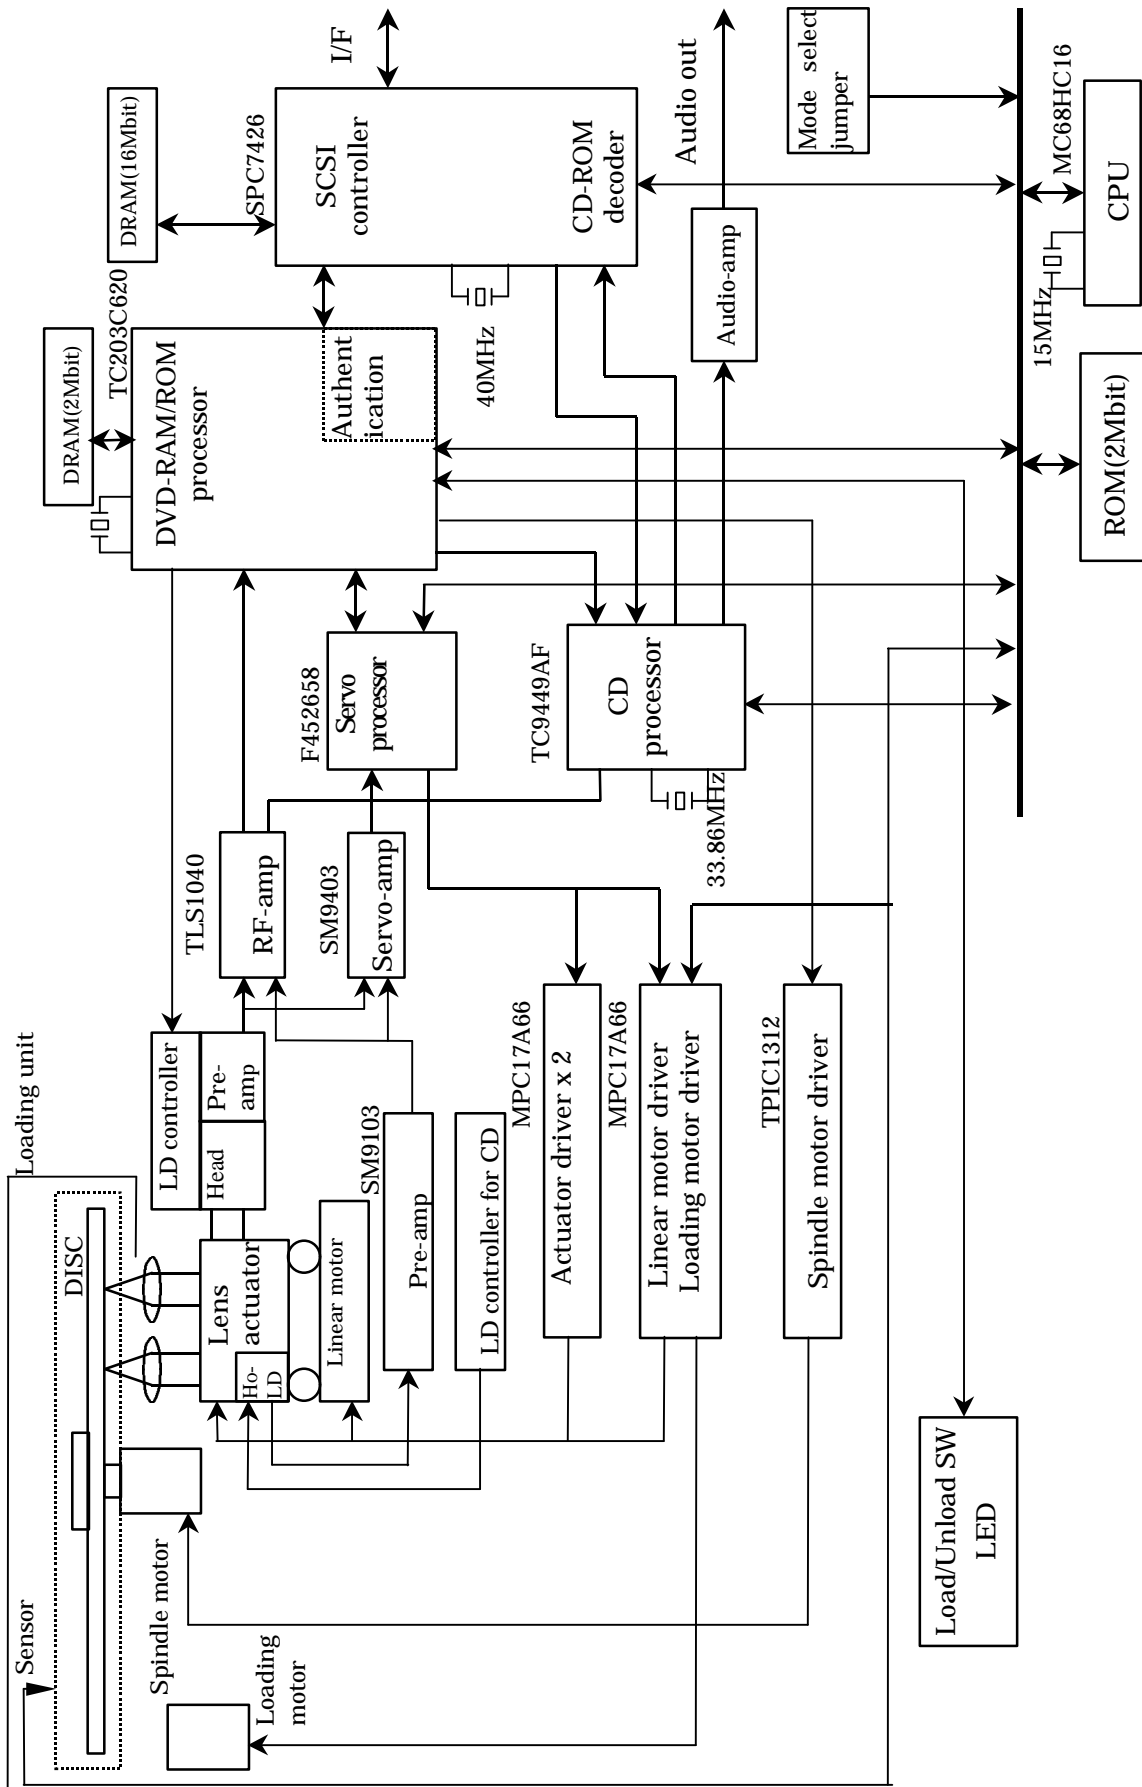 Loading unit
Sensor
DISC
Spindle motor
Loading
motor
LD controller
Head
Pre-
amp
Lens
actuator
Ho-
LD
Linear motor
SM9103
Pre-amp
LD controller for CD
MPC17A66
Actuator driver x 2
MPC17A66
Linear motor driver
Loading motor driver
TPIC1312
Spindle motor driver
Load/Unload SW
LED
TLS1040
RF-amp
SM9403
Servo-amp
F452658
Servo
processor
TC9449AF
CD
processor
33.86MHz
DRAM(2Mbit)
TC203C620
DVD-RAM/ROM
processor
Authent
ication
DRAM(16Mbit)
SPC7426
SCSI
controller
CD-ROM
decoder
40MHz
I/F
Audio-amp
Audio out
Mode select
jumper
MC68HC16
CPU
15MHz
ROM(2Mbit)